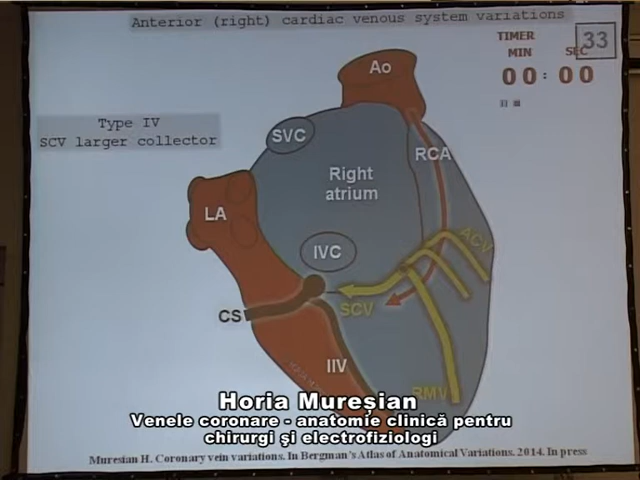 Anterior (right) cardiac venous system variations
33
TIMER
MIN SEC
00:00
Type IV
SCV larger collector
Ao
SVC
RCA
Right
atrium
LA
IVC
ACV
SCV
CS
IIV
RMV
Horia Mureșian
Venele coronare - anatomie clinică pentru
chirurgi şi electrofiziologi
Muresian H. Coronary vein variations. In Bergman's Atlas of Anatomical Variations. 2014. In press